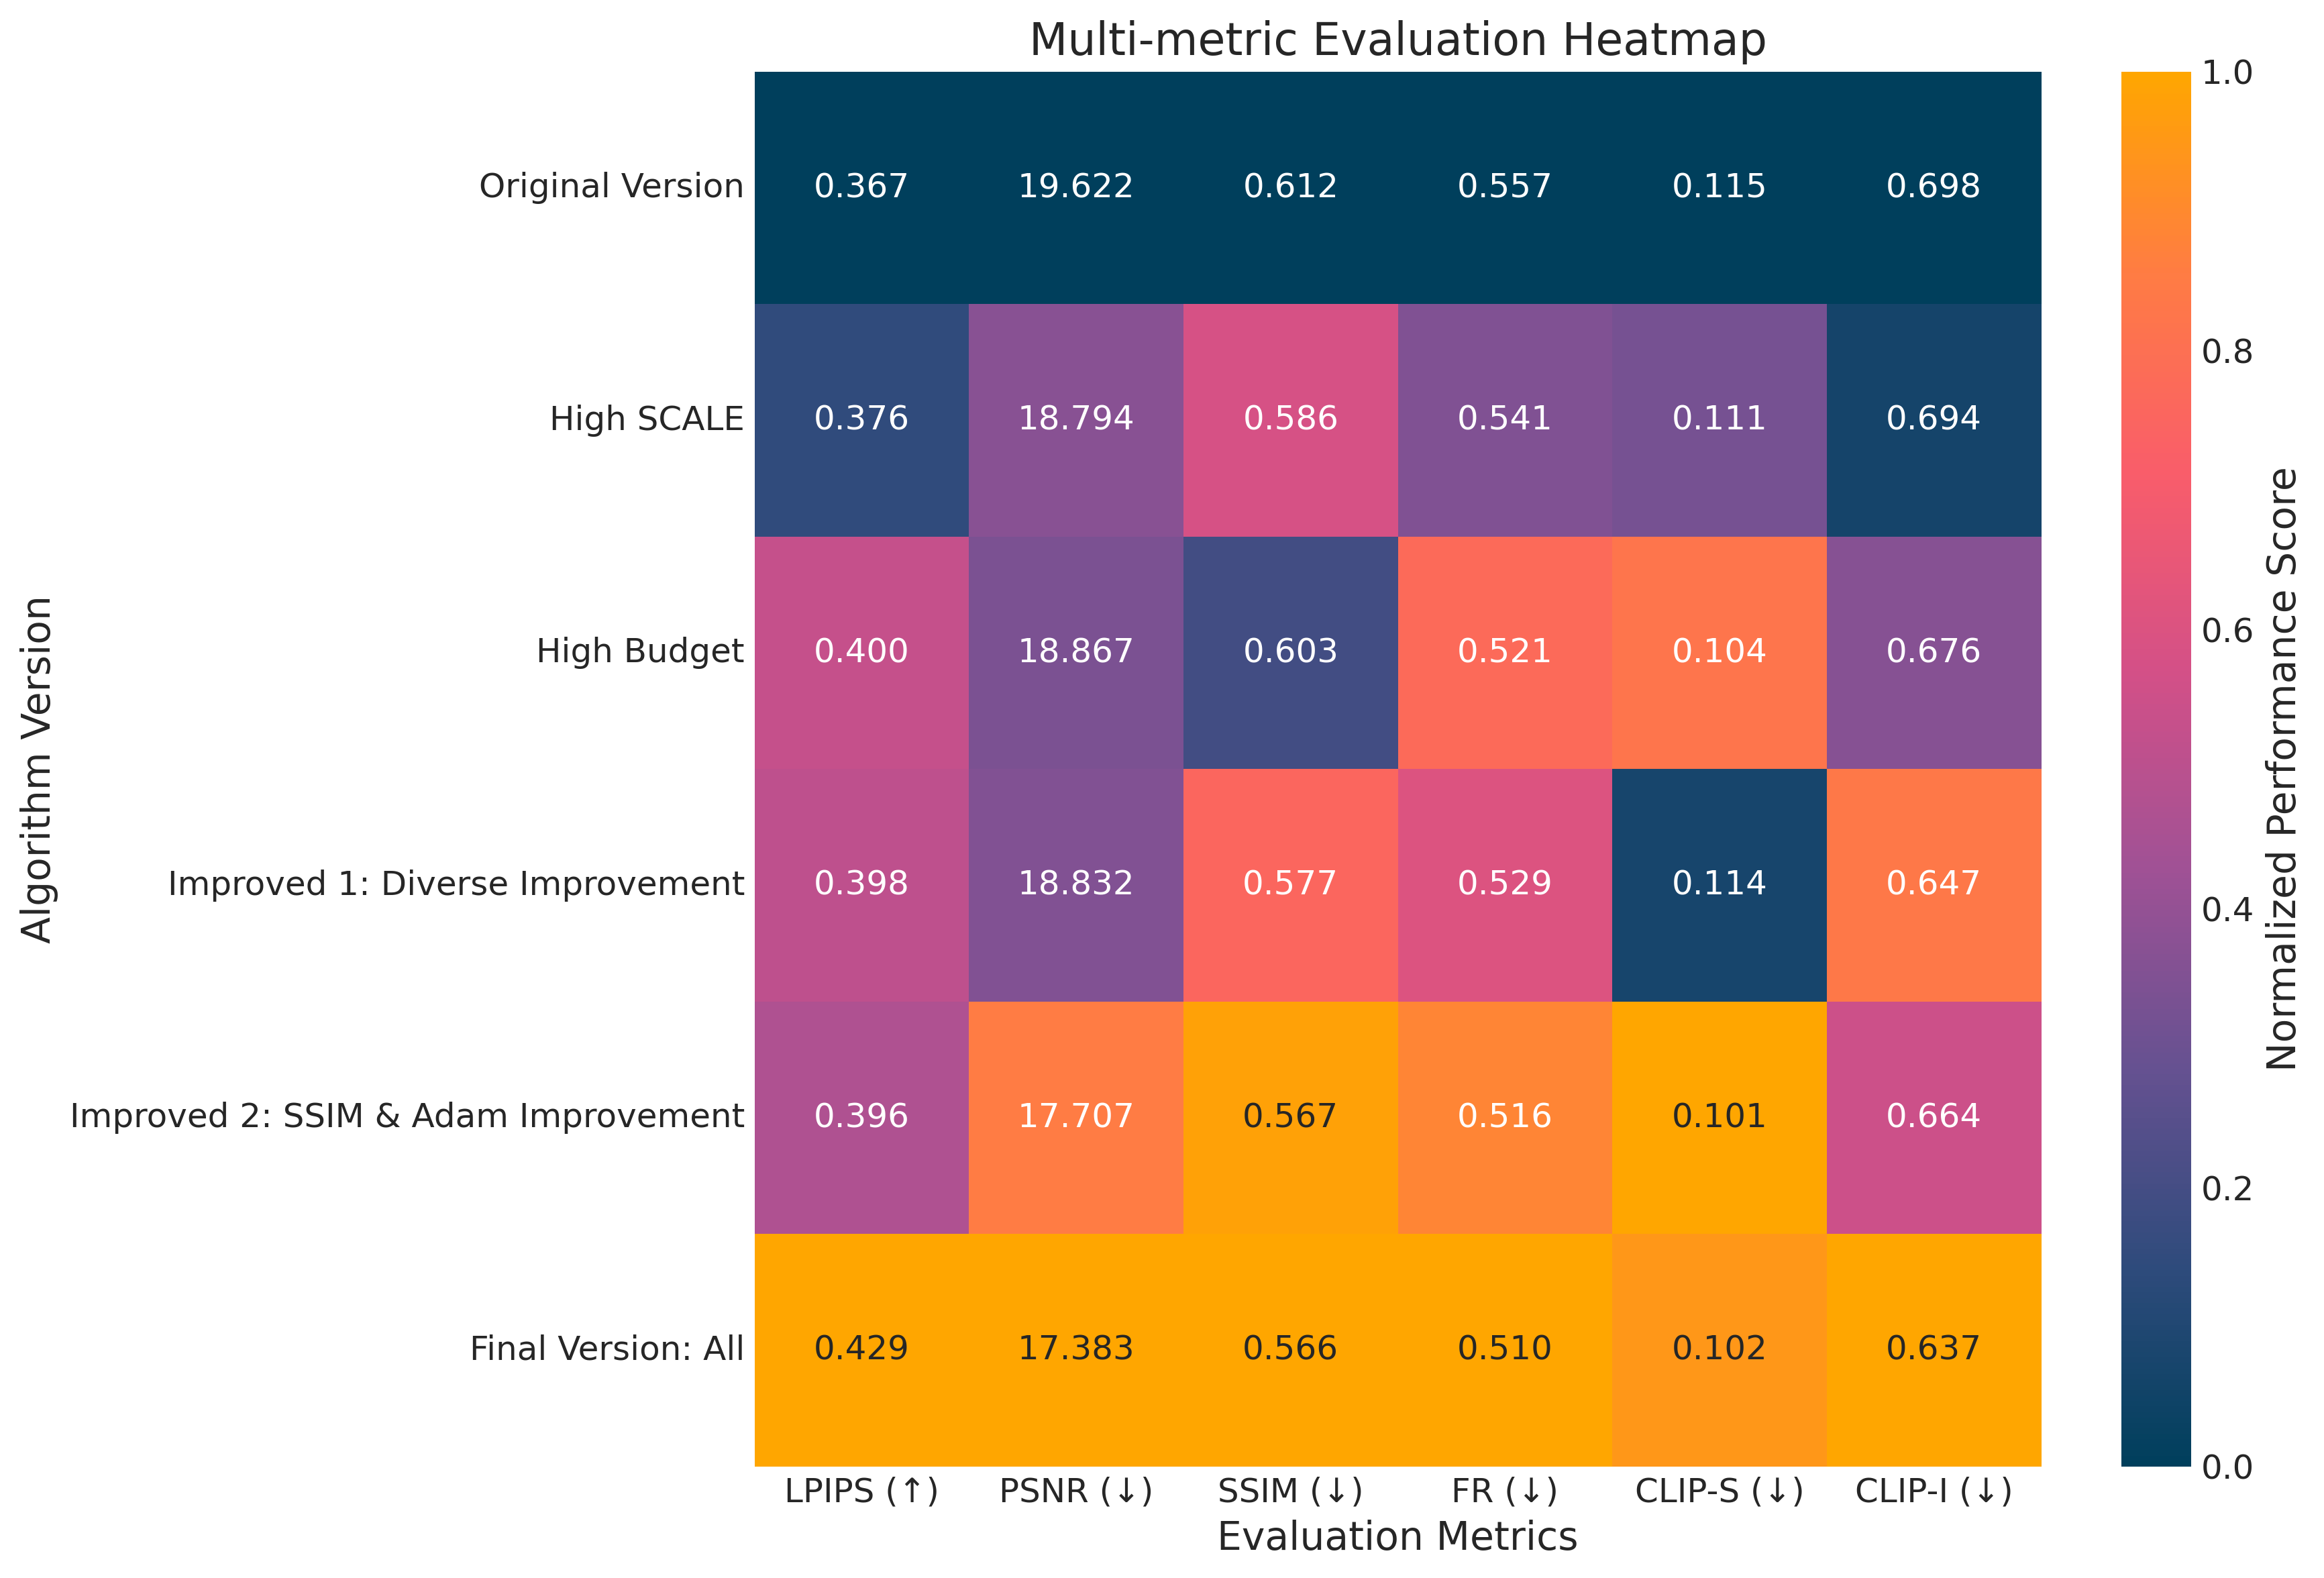 Multi-metric Evaluation Heatmap
Algorithm Version
Original Version 0.367 19.622 0.612 0.557 0.115 0.698
High SCALE 0.376 18.794 0.586 0.541 0.111 0.694
High Budget 0.400 18.867 0.603 0.521 0.104 0.676
Improved 1: Diverse Improvement 0.398 18.832 0.577 0.529 0.114 0.647
Improved 2: SSIM & Adam Improvement 0.396 17.707 0.567 0.516 0.101 0.664
Final Version: All 0.429 17.383 0.566 0.510 0.102 0.637
LPIPS (↑) PSNR (↓) SSIM (↓) FR (↓) CLIP-S (↓) CLIP-I (↓)
Evaluation Metrics
1.0
0.8
0.6
0.4
0.2
0.0
Normalized Performance Score